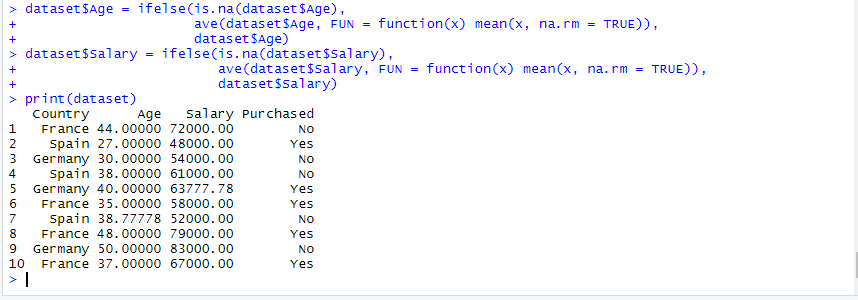 > dataset$Age = ifelse(is.na(dataset$Age),
+                      ave(dataset$Age, FUN = function(x) mean(x, na.rm = TRUE)),
+                      dataset$Age)
> dataset$Salary = ifelse(is.na(dataset$Salary),
+                         ave(dataset$Salary, FUN = function(x) mean(x, na.rm = TRUE)),
+                         dataset$Salary)
> print(dataset)
   Country      Age   Salary Purchased
1   France 44.00000 72000.00        No
2    Spain 27.00000 48000.00       Yes
3  Germany 30.00000 54000.00        No
4    Spain 38.00000 61000.00        No
5  Germany 40.00000 63777.78       Yes
6   France 35.00000 58000.00       Yes
7    Spain 38.77778 52000.00        No
8   France 48.00000 79000.00       Yes
9  Germany 50.00000 83000.00        No
10  France 37.00000 67000.00       Yes
>